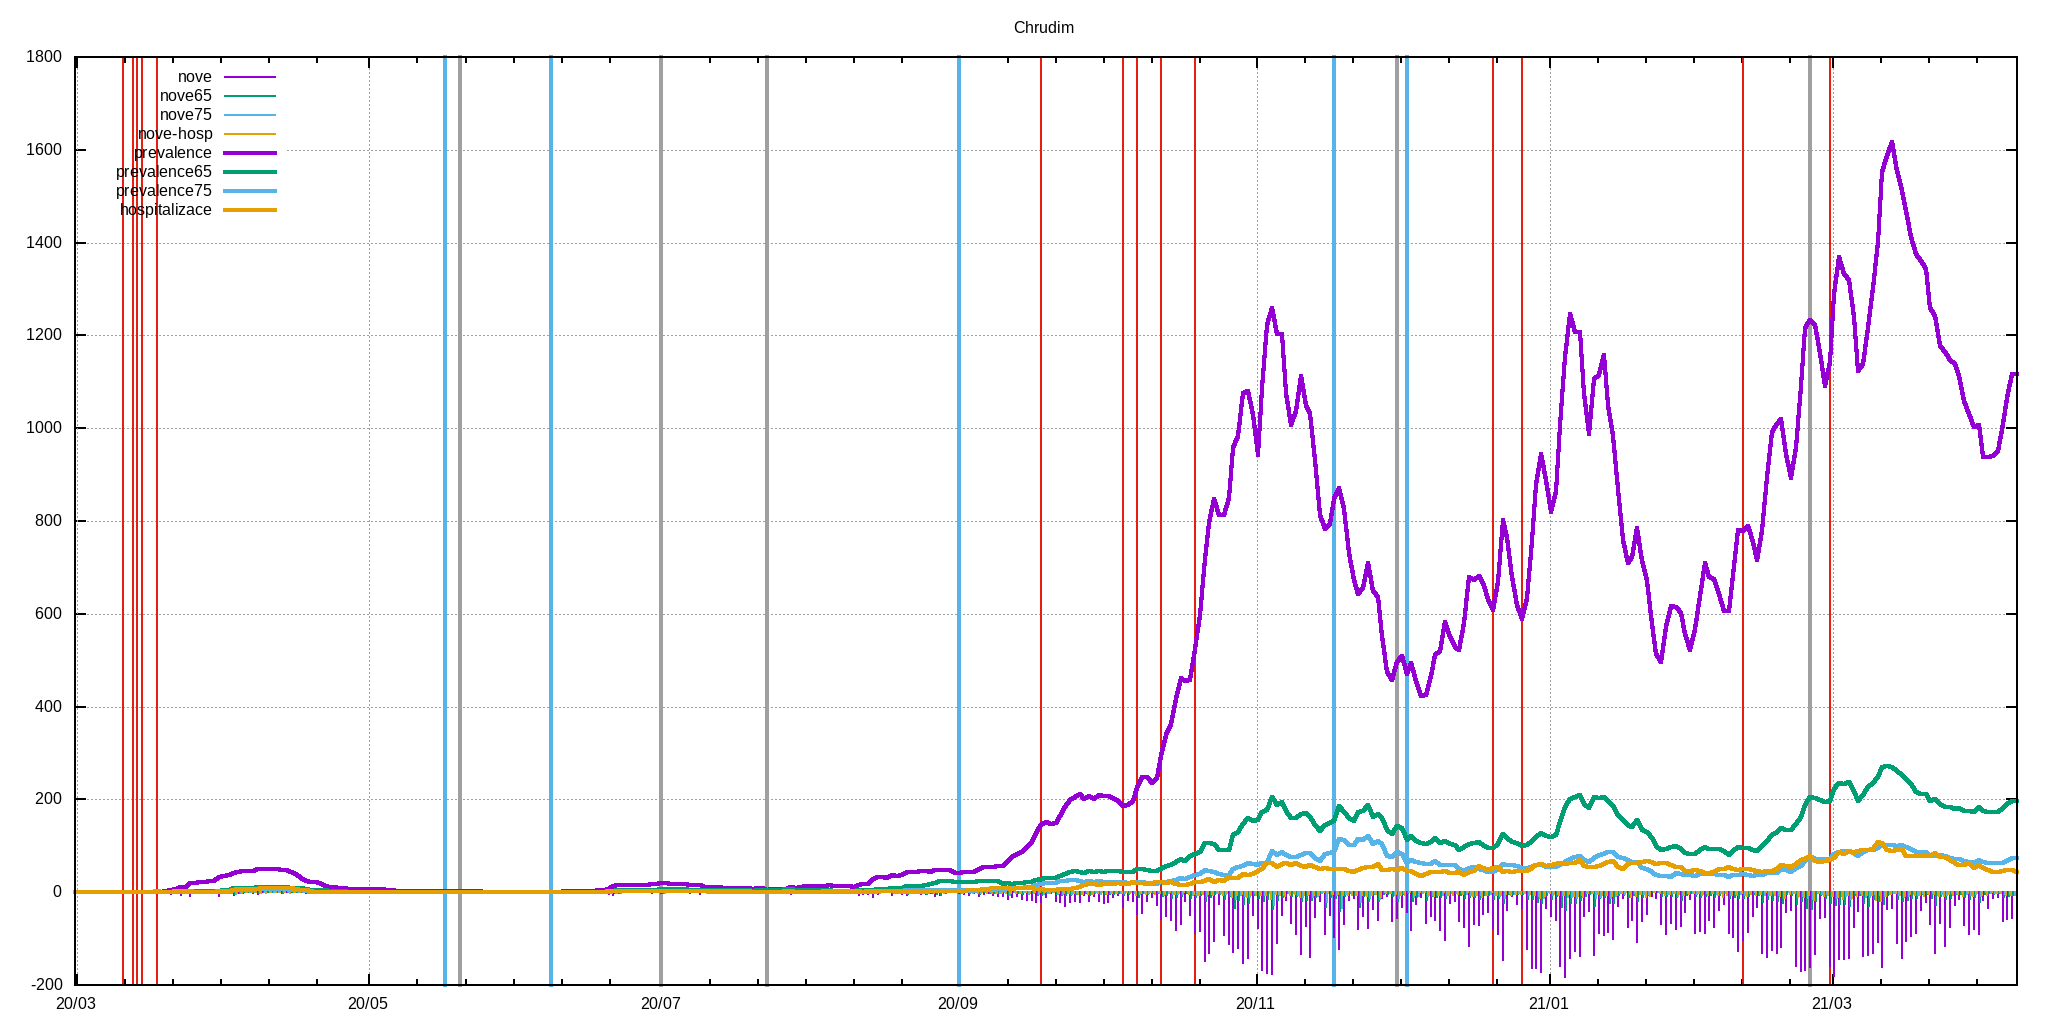 Chrudim
1800
1600
1400
1200
1000
800
600
400
200
0
-200
nove
nove65
nove75
nove-hosp
prevalence
prevalence65
prevalence75
hospitalizace
20/03 20/05 20/07 20/09 20/11 21/01 21/03